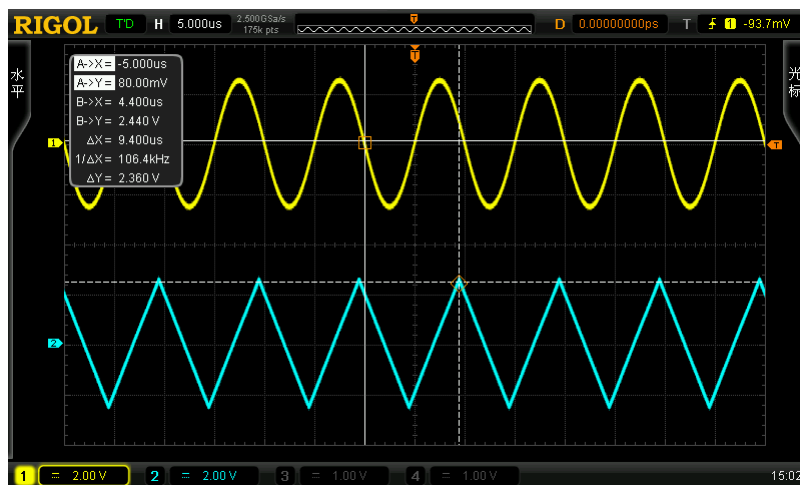 RIGOL T'D H 5.000us 2.500GSa/s 175k pts D 0.00000000ps T 1 -93.7mV
T
水平
光标
A->X= -5.000us
A->Y= 80.00mV
B->X= 4.400us
B->Y= 2.440 V
ΔX= 9.400us
1/ΔX= 106.4kHz
ΔY= 2.360 V
1
T
2
1 = 2.00 V 2 = 2.00 V 3 = 1.00 V 4 = 1.00 V 15:02